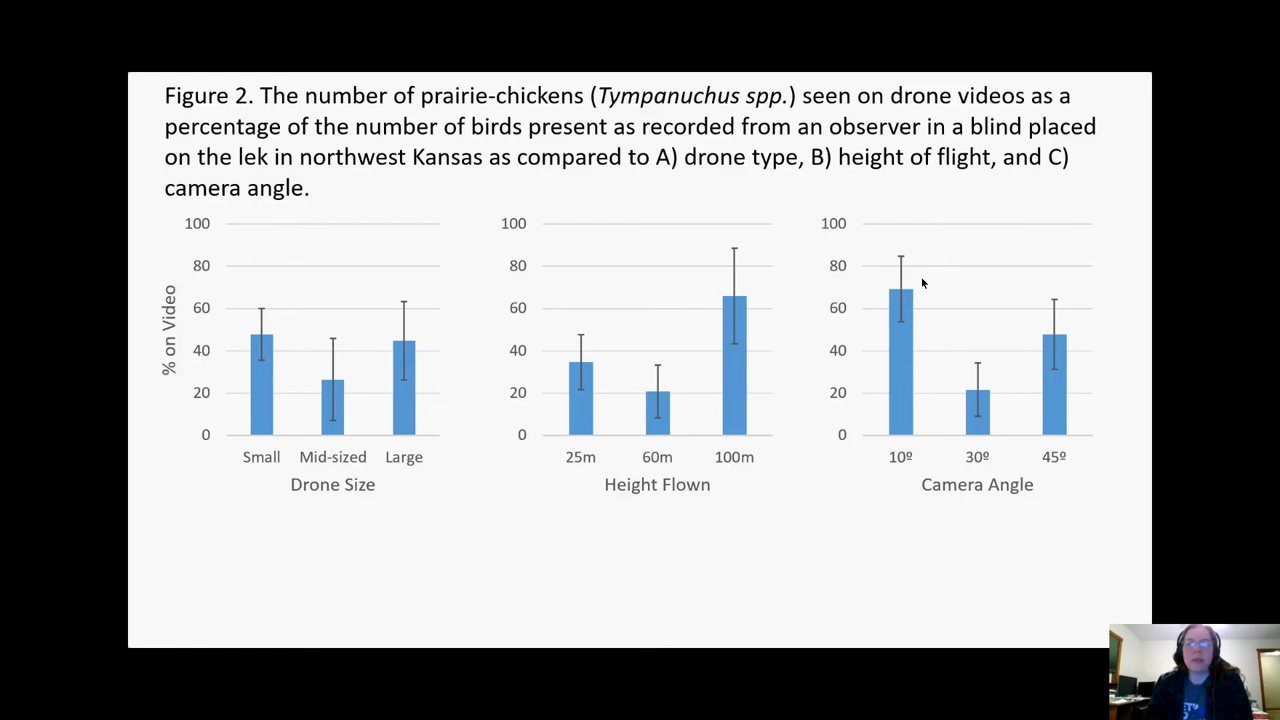 Figure 2. The number of prairie-chickens (Tympanuchus spp.) seen on drone videos as a
percentage of the number of birds present as recorded from an observer in a blind placed
on the lek in northwest Kansas as compared to A) drone type, B) height of flight, and C)
camera angle.
% on Video
100
80
60
40
20
0
Small Mid-sized Large
Drone Size
100
80
60
40
20
0
25m 60m 100m
Height Flown
100
80
60
40
20
0
10º 30º 45º
Camera Angle